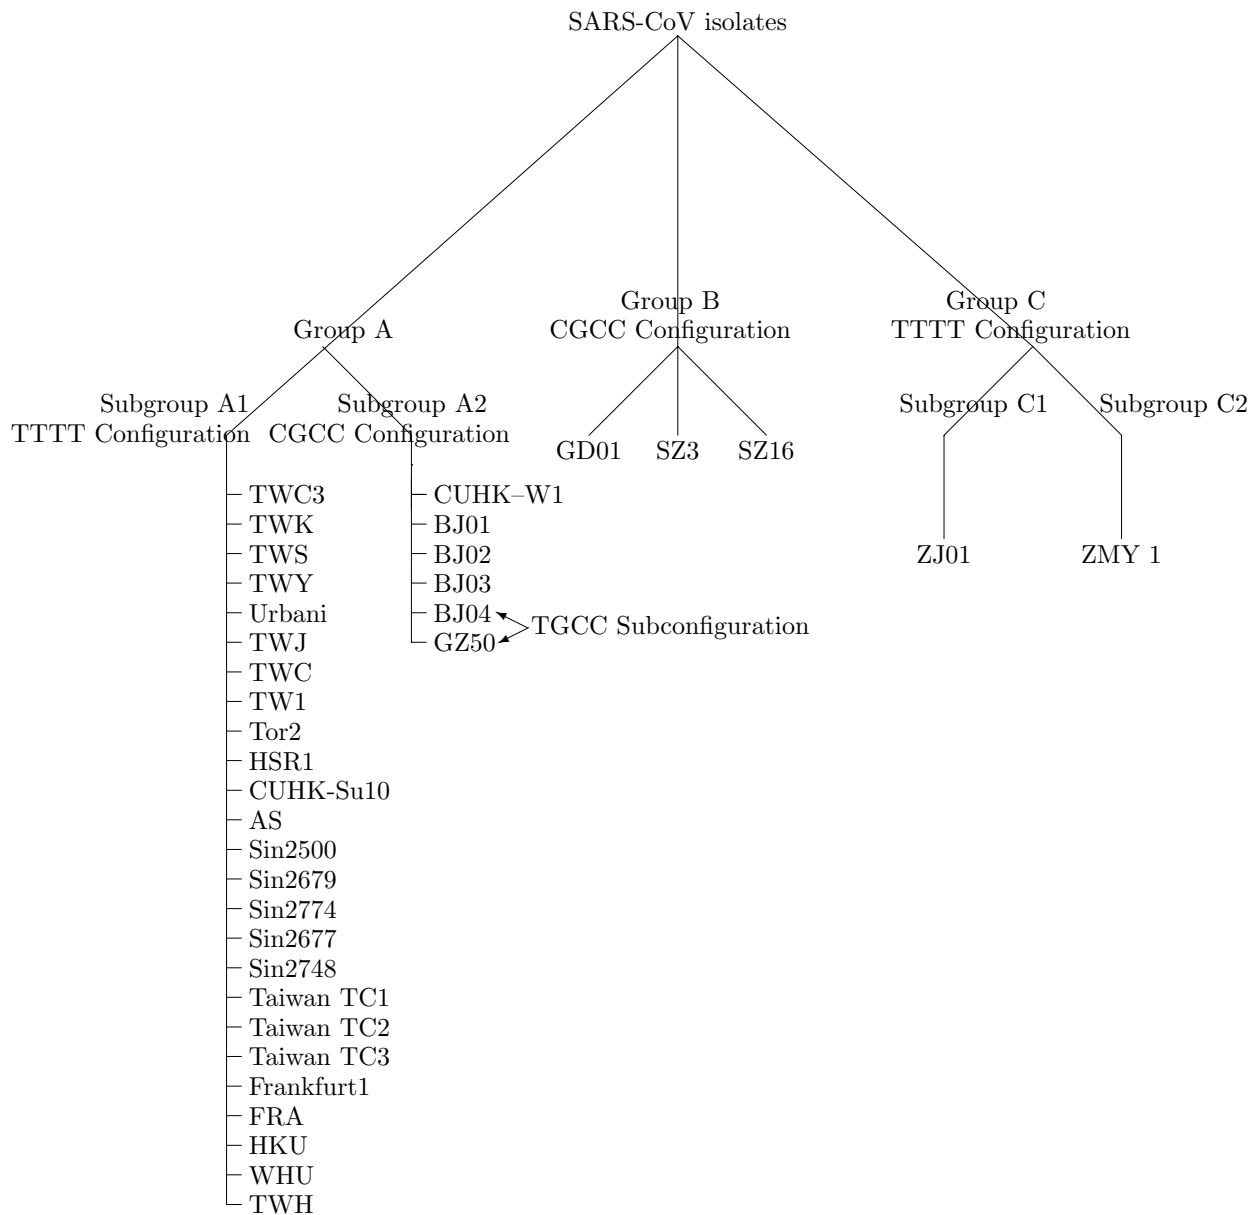 SARS-CoV isolates
Group A
Group B
CGCC Configuration
Group C
TTTT Configuration
Subgroup A1
TTTT Configuration
Subgroup A2
CGCC Configuration
GD01
SZ3
SZ16
Subgroup C1
Subgroup C2
TWC3
TWK
TWS
TWY
Urbani
TWJ
TWC
TW1
Tor2
HSR1
CUHK-Su10
AS
Sin2500
Sin2679
Sin2774
Sin2677
Sin2748
Taiwan TC1
Taiwan TC2
Taiwan TC3
Frankfurt1
FRA
HKU
WHU
TWH
CUHK–W1
BJ01
BJ02
BJ03
BJ04
GZ50
TGCC Subconfiguration
ZJ01
ZMY 1